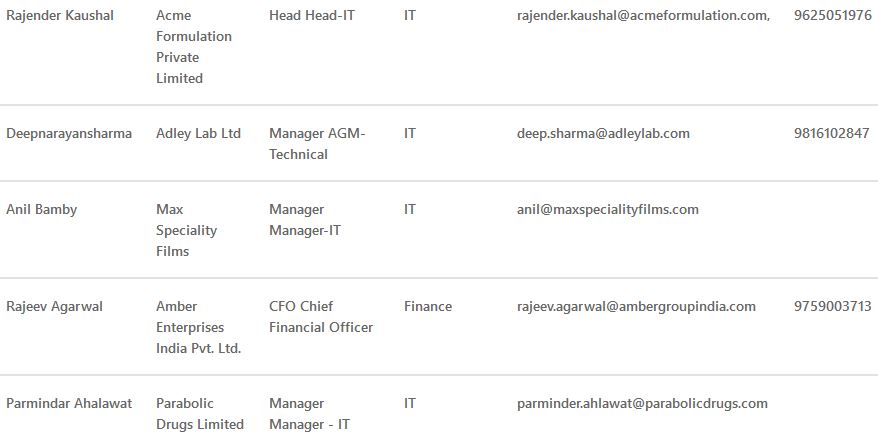 Rajender Kaushal Acme Head Head-IT IT rajender.kaushal@acmeformulation.com, 9625051976
Formulation
Private
Limited
Deepnarayansharma Adley Lab Ltd Manager AGM- IT deep.sharma@adleylab.com 9816102847
Technical
Anil Bamby Max Manager IT anil@maxspecialityfilms.com
Speciality Manager-IT
Films
Rajeev Agarwal Amber CFO Chief Finance rajeev.agarwal@ambergroupindia.com 9759003713
Enterprises Financial Officer
India Pvt. Ltd.
Parmindar Ahalawat Parabolic Manager IT parminder.ahlawat@parabolicdrugs.com
Drugs Limited Manager - IT